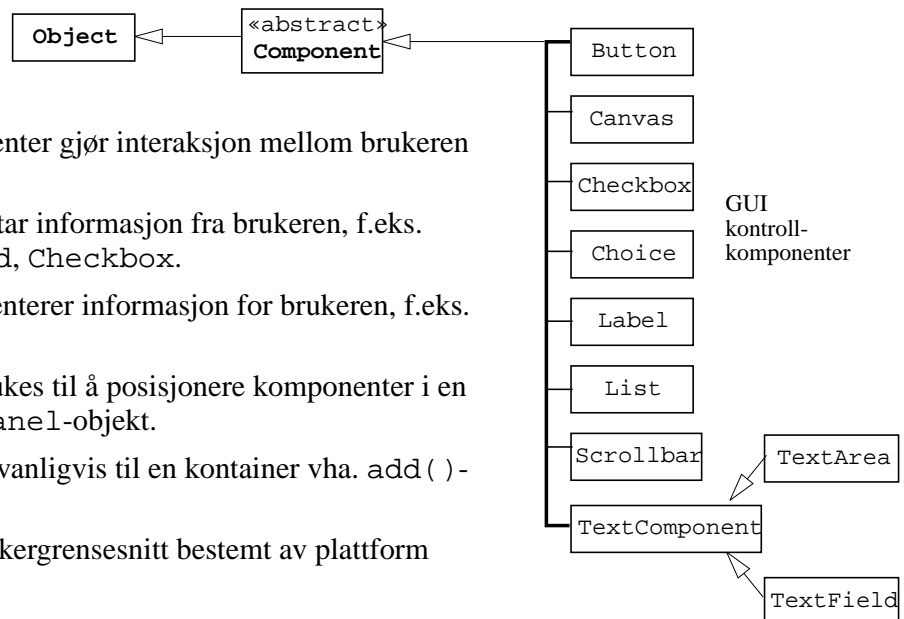 Object
«abstract»
Component
Button
Canvas
Checkbox
Choice
Label
List
Scrollbar
TextComponent
TextArea
TextField
GUI
kontroll-
komponenter
enter gjør interaksjon mellom brukeren
tar informasjon fra brukeren, f.eks.
d, Checkbox.
enterer informasjon for brukeren, f.eks.
ukes til å posisjonere komponenter i en
anel-objekt.
vanligvis til en kontainer vha. add()-
kergrensesnitt bestemt av plattform